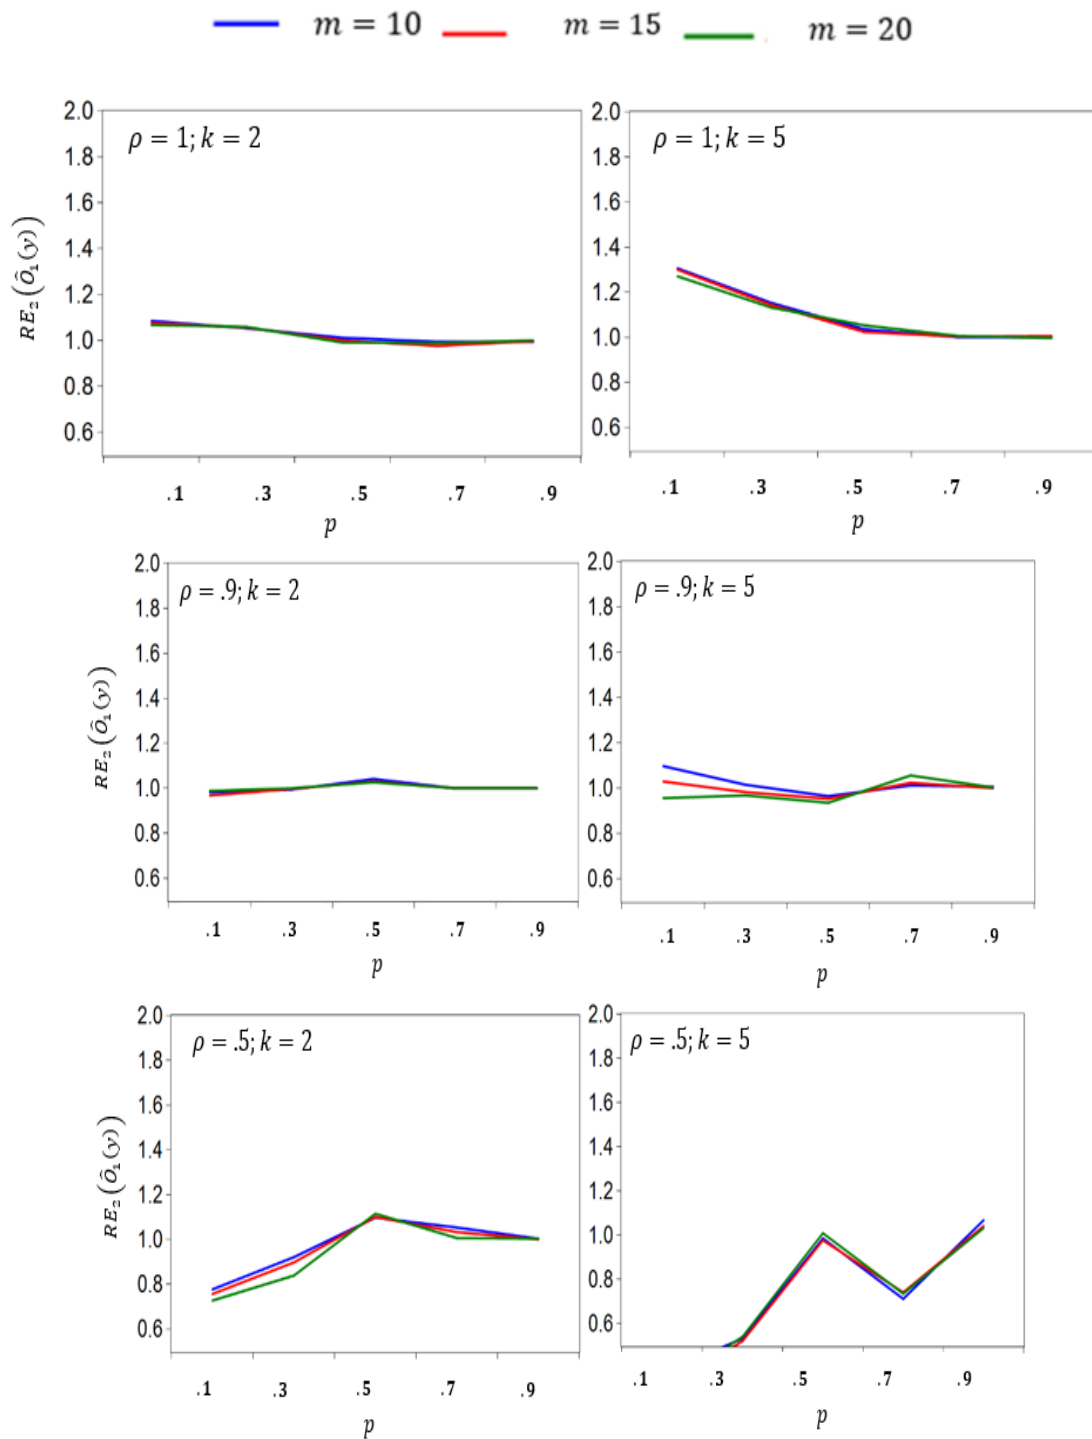 m = 10 m = 15 m = 20
ρ = 1; k = 2
RE₂(Ô₁(y))
2.0
1.8
1.6
1.4
1.2
1.0
0.8
0.6
.1 .3 .5 .7 .9
p
ρ = 1; k = 5
2.0
1.8
1.6
1.4
1.2
1.0
0.8
0.6
.1 .3 .5 .7 .9
p
ρ = .9; k = 2
RE₂(Ô₁(y))
2.0
1.8
1.6
1.4
1.2
1.0
0.8
0.6
.1 .3 .5 .7 .9
p
ρ = .9; k = 5
2.0
1.8
1.6
1.4
1.2
1.0
0.8
0.6
.1 .3 .5 .7 .9
p
ρ = .5; k = 2
RE₂(Ô₁(y))
2.0
1.8
1.6
1.4
1.2
1.0
0.8
0.6
.1 .3 .5 .7 .9
p
ρ = .5; k = 5
2.0
1.8
1.6
1.4
1.2
1.0
0.8
0.6
.1 .3 .5 .7 .9
p